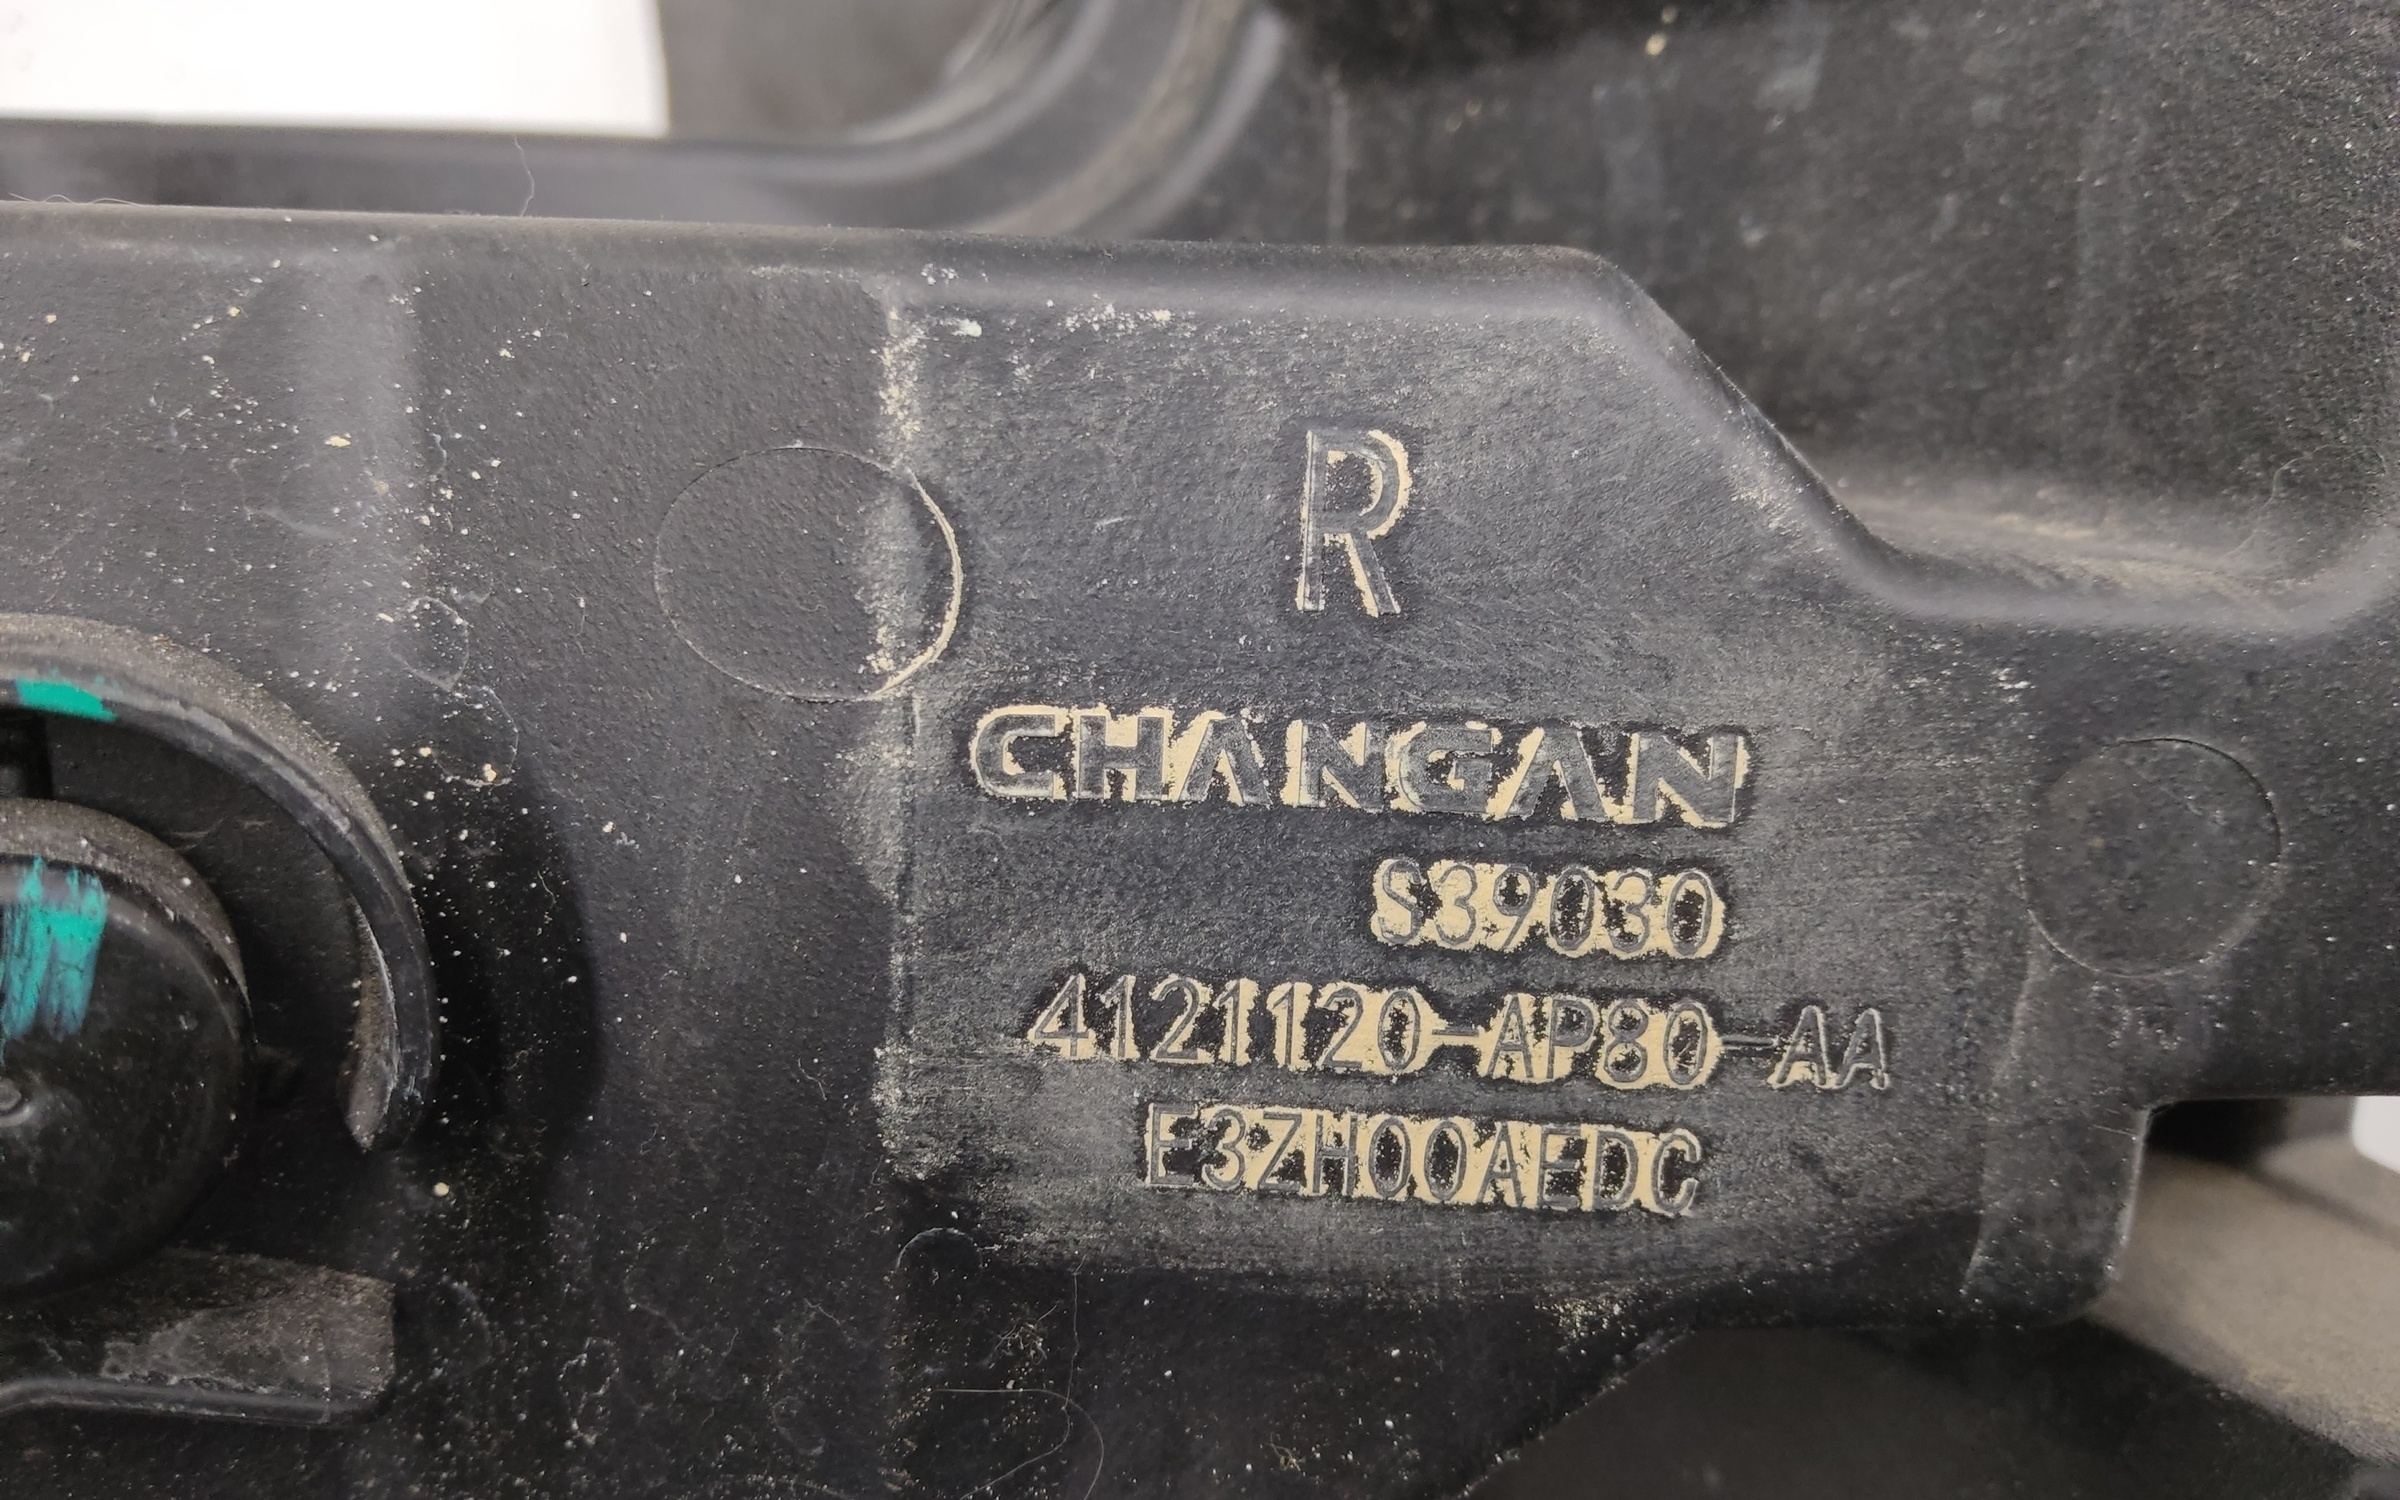 R
CHANGAN
S39030
4121120-AP80-AA
E3ZH00AEDC